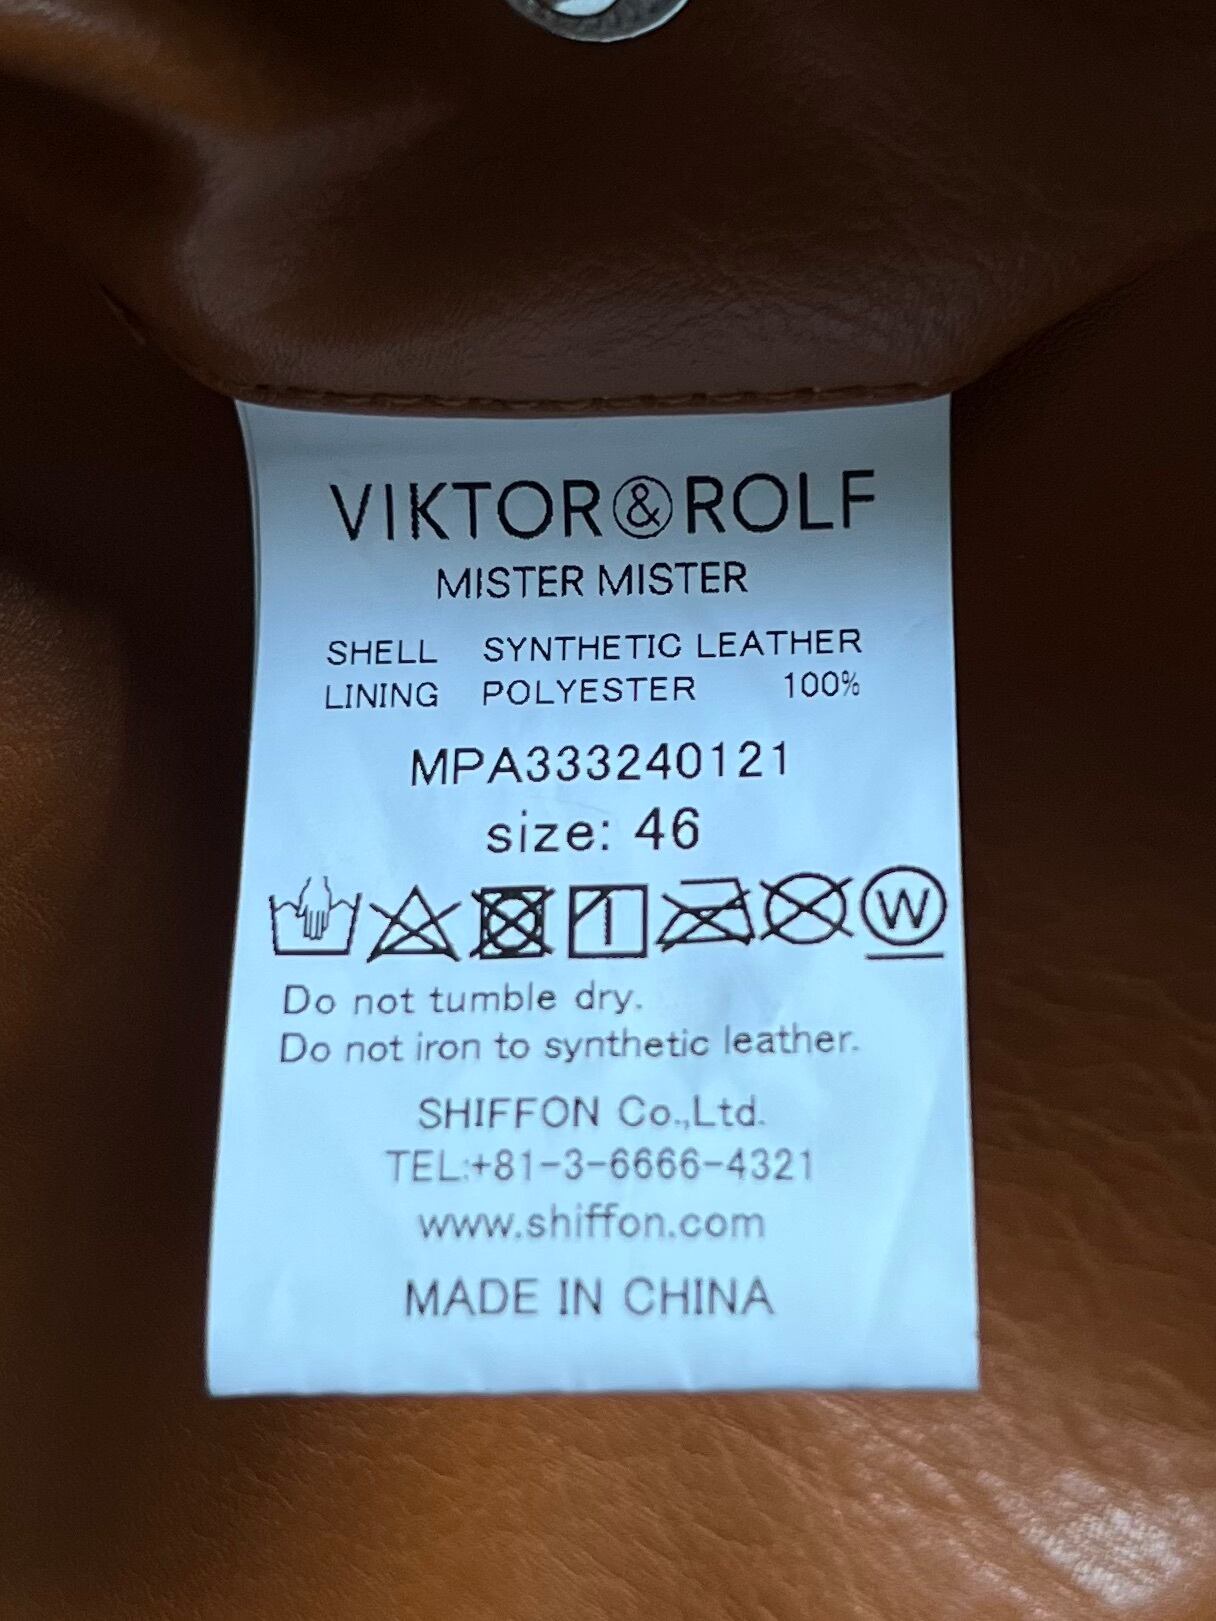 VIKTOR&ROLF
MISTER MISTER
SHELL SYNTHETIC LEATHER
LINING POLYESTER 100%
MPA333240121
size: 46
W
Do not tumble dry.
Do not iron to synthetic leather.
SHIFFON Co.,Ltd.
TEL:+81-3-6666-4321
www.shiffon.com
MADE IN CHINA